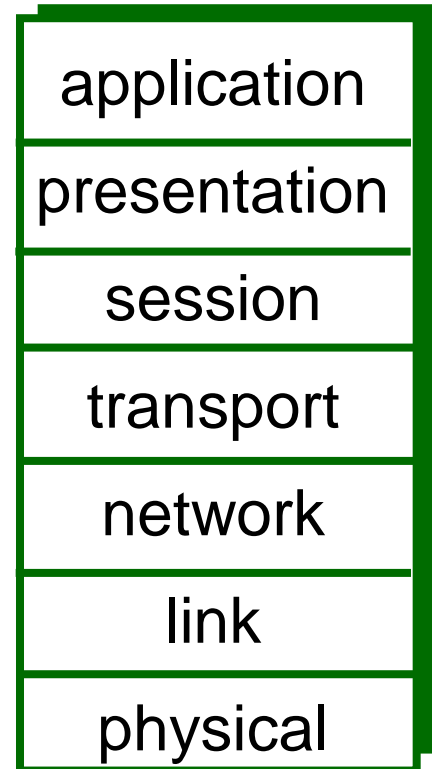 application
presentation
session
transport
network
link
physical